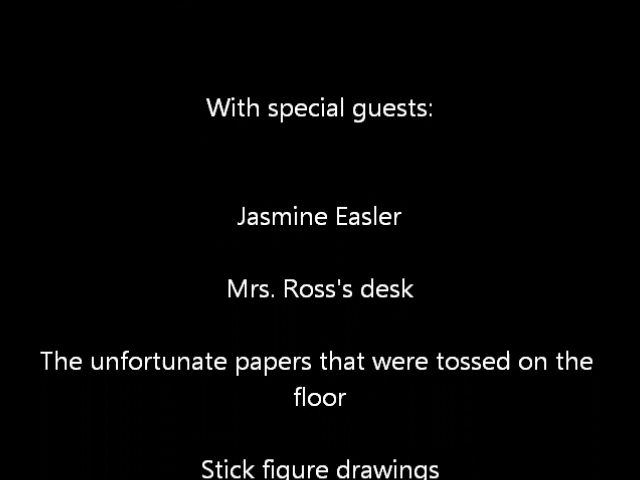 With special guests:
Jasmine Easler
Mrs. Ross's desk
The unfortunate papers that were tossed on the
floor
Stick figure drawings